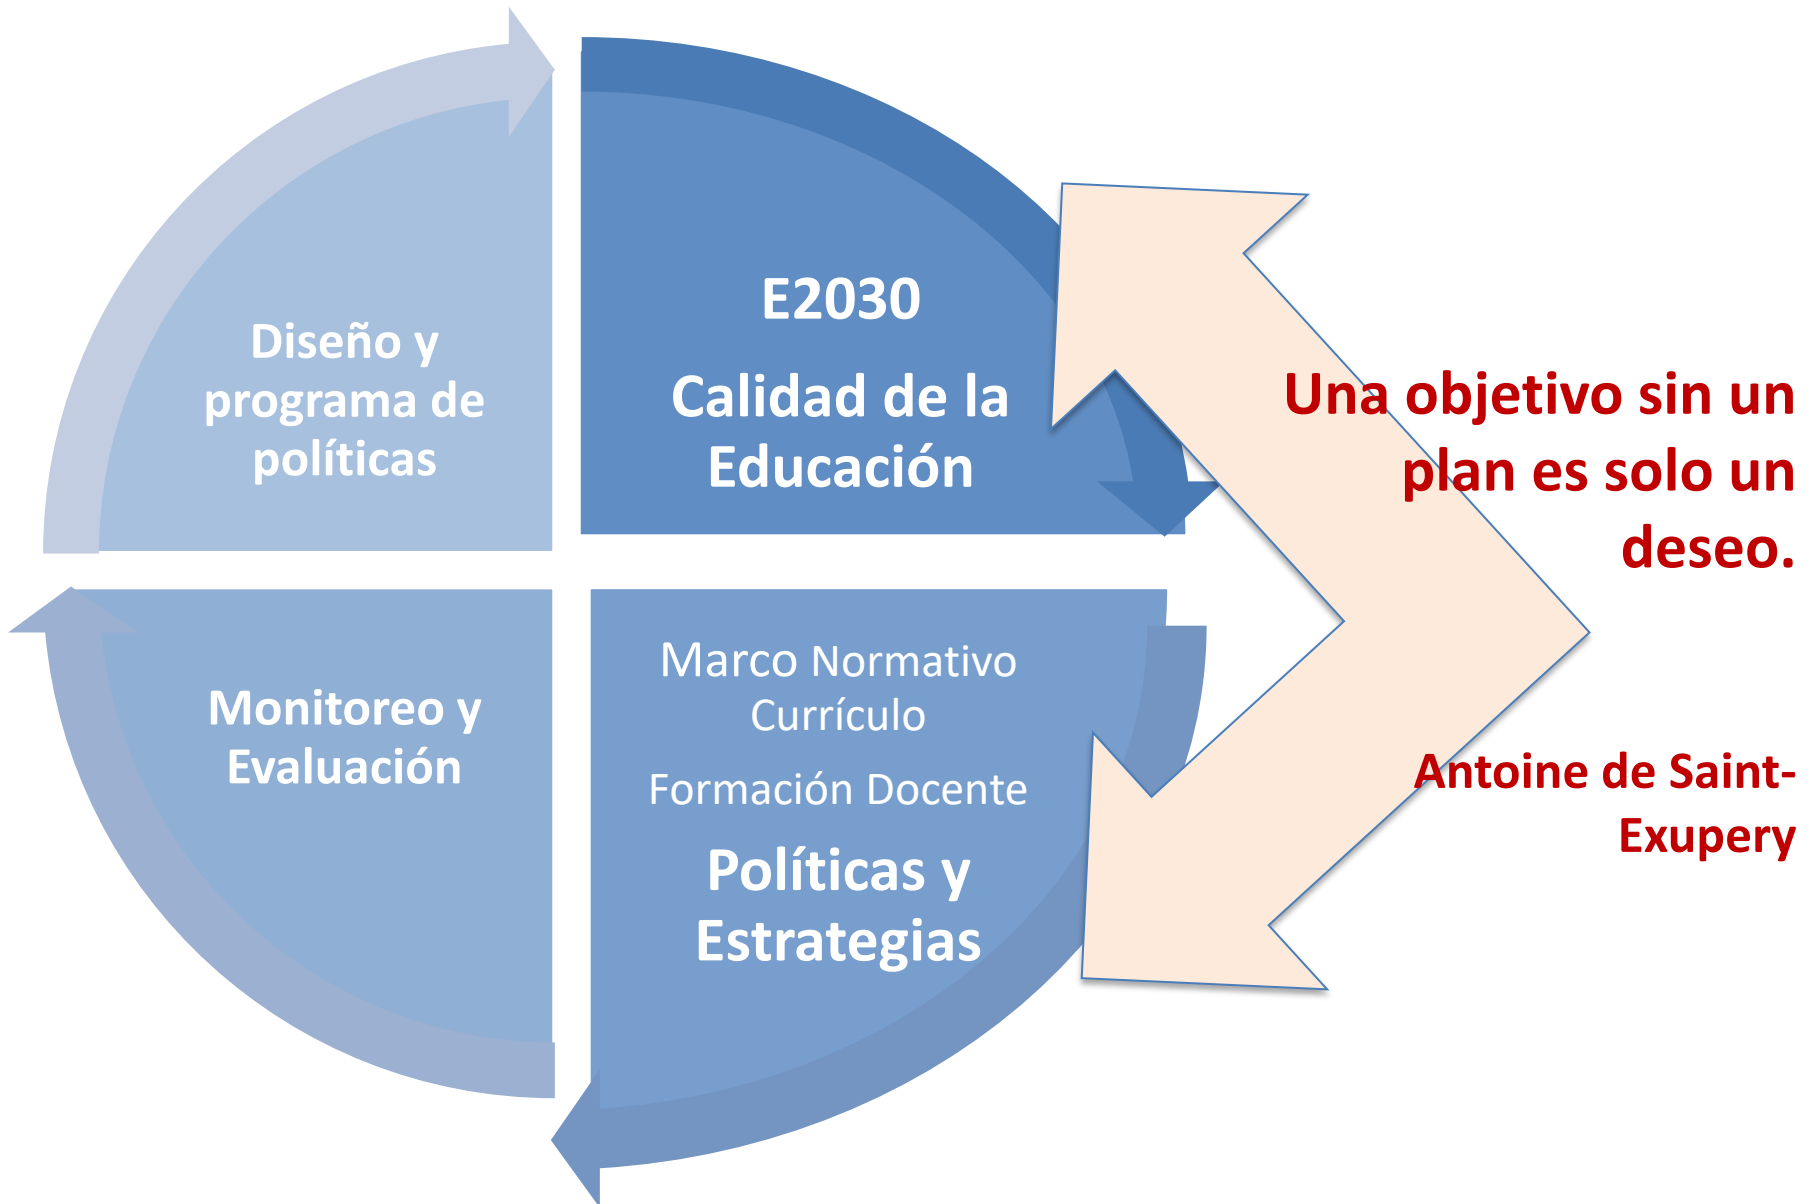 Diseño y
programa de
políticas
E2030
Calidad de la
Educación
Monitoreo y
Evaluación
Marco Normativo
Currículo
Formación Docente
Políticas y
Estrategias
Una objetivo sin un
plan es solo un
deseo.
Antoine de Saint-
Exupery